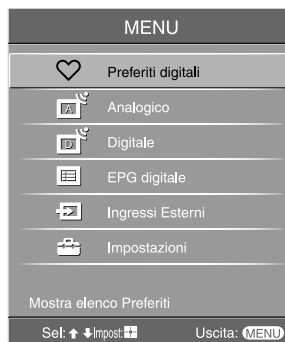 MENU
Preferiti digitali
A Analogico
D Digitale
EPG digitale
Ingressi Esterni
Impostazioni
Mostra elenco Preferiti
Sel: Impost: Uscita: MENU